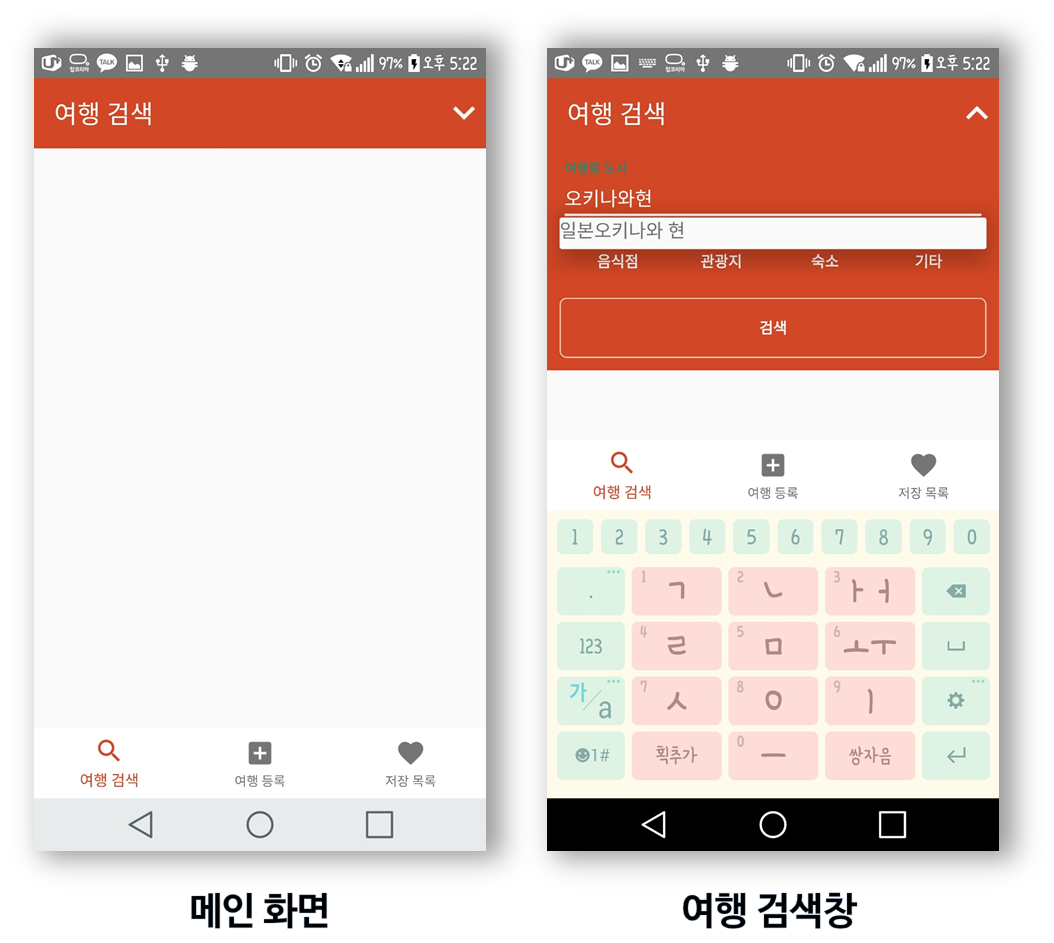 TALK
97% 오후 5:22
여행 검색
여행 검색
여행 등록
저장 목록
메인 화면
TALK
97% 오후 5:22
여행 검색
여행할 도시
오키나와현
일본오키나와 현
음식점 관광지 숙소 기타
검색
여행 검색
여행 등록
저장 목록
1 2 3 4 5 6 7 8 9 0
. 1 ㄱ 2 ㄴ 3 ㅏㅓ
123 4 ㄹ 5 ㅁ 6 ㅗㅜ
가/a 7 ㅅ 8 ㅇ 9 ㅣ
1# 획추가 0 ㅡ 쌍자음
여행 검색창